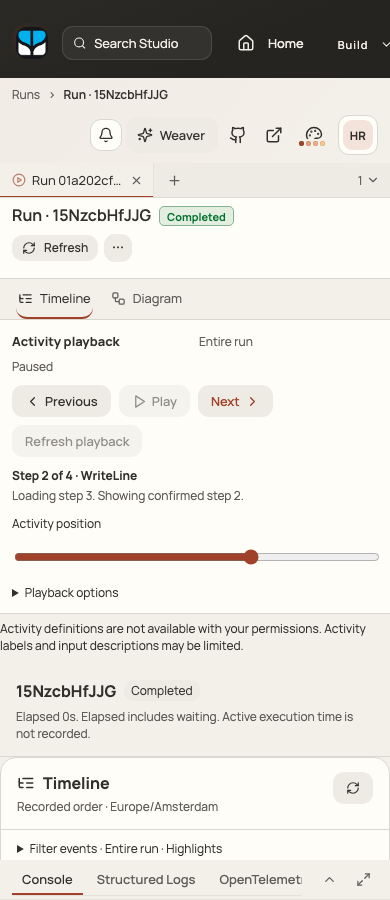 Search Studio
Home
Build
Runs > Run · 15NzcbHfJJG
Weaver
HR
Run 01a202cf...
1
Run · 15NzcbHfJJG Completed
Refresh
Timeline Diagram
Activity playback Entire run
Paused
Previous Play Next
Refresh playback
Step 2 of 4 · WriteLine
Loading step 3. Showing confirmed step 2.
Activity position
Playback options
Activity definitions are not available with your permissions. Activity
labels and input descriptions may be limited.
15NzcbHfJJG Completed
Elapsed 0s. Elapsed includes waiting. Active execution time is
not recorded.
Timeline
Recorded order · Europe/Amsterdam
Filter events · Entire run · Highlights
Console Structured Logs OpenTelemet